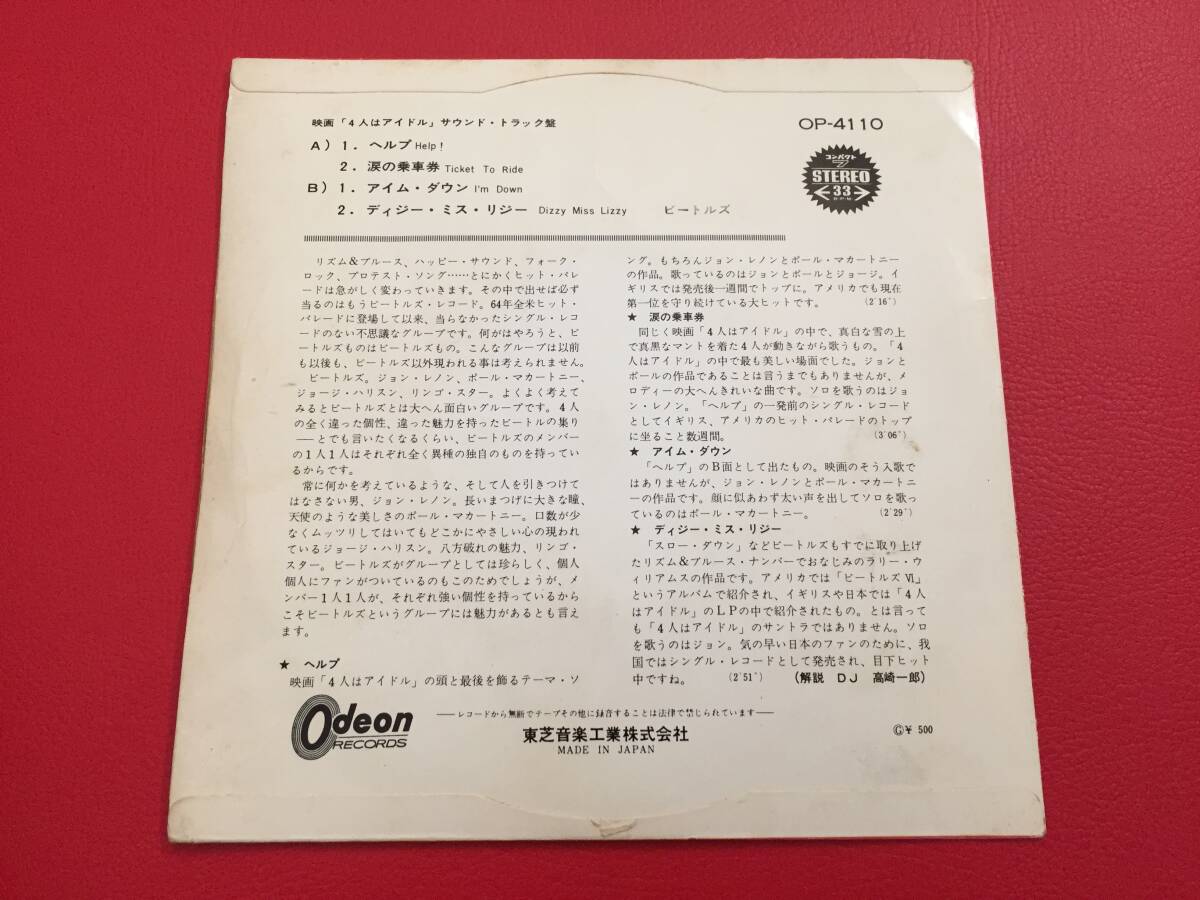 映画「4人はアイドル」サウンド・トラック盤
OP-4110
A) 1. ヘルプ Help!
2. 涙の乗車券 Ticket To Ride
B) 1. アイム・ダウン I'm Down
2. ディジー・ミス・リジー Dizzy Miss Lizzy ビートルズ
コンパクト
7
STEREO
33
R.P.M.
リズム&ブルース、ハッピー・サウンド、フォーク・
ロック、プロテスト・ソング……とにかくヒット・パレ
ードは急がしく変わっていきます。その中で出せば必ず
当るのはもうビートルズ・レコード。64年全米ヒット・
パレードに登場して以来、当らなかったシングル・レコ
ードのない不思議なグループです。何がはやろうと、ビ
ートルズものはビートルズもの。こんなグループは以前
も以後も、ビートルズ以外現われる事は考えられません。
ビートルズ。ジョン・レノン、ポール・マカートニー、
ジョージ・ハリスン、リンゴ・スター。よくよく考えて
みるとビートルズとは大へん面白いグループです。4人
の全く違った個性、違った魅力を持ったビートルの集り
――とでも言いたくなるくらい、ビートルズのメンバー
の1人1人はそれぞれ全く異種の独自のものを持ってい
るからです。
常に何かを考えているような、そして人を引きつけて
はなさない男、ジョン・レノン。長いまつげに大きな瞳、
天使のような美しさのポール・マカートニー。口数が少
なくムッツリしてはいてもどこかにやさしい心の現われ
ているジョージ・ハリスン。八方破れの魅力、リンゴ・
スター。ビートルズがグループとしては珍らしく、個人
個人にファンがついているのもこのためでしょうが、メ
ンバー1人1人が、それぞれ強い個性を持っているから
こそビートルズというグループには魅力があるとも言え
ます。
★ ヘルプ
映画「4人はアイドル」の頭と最後を飾るテーマ・ソ
ング。もちろんジョン・レノンとポール・マカートニー
の作品。歌っているのはジョンとポールとジョージ。イ
ギリスでは発売後一週間でトップに。アメリカでも現在
第一位を守り続けている大ヒットです。 (2′16″)
★ 涙の乗車券
同じく映画「4人はアイドル」の中で、真白な雪の上
で真黒なマントを着た4人が動きながら歌うもの。「4
人はアイドル」の中で最も美しい場面でした。ジョンと
ポールの作品であることは言うまでもありませんが、メ
ロディーの大へんきれいな曲です。ソロを歌うのはジョ
ン・レノン。「ヘルプ」の一発前のシングル・レコード
としてイギリス、アメリカのヒット・パレードのトップ
に坐ること数週間。 (3′06″)
★ アイム・ダウン
「ヘルプ」のB面として出たもの。映画のそう入歌で
はありませんが、ジョン・レノンとポール・マカートニ
ーの作品です。顔に似あわず太い声を出してソロを歌っ
ているのはポール・マカートニー。 (2′29″)
★ ディジー・ミス・リジー
「スロー・ダウン」などビートルズもすでに取り上げ
たリズム&ブルース・ナンバーでおなじみのラリー・ウ
ィリアムスの作品です。アメリカでは「ビートルズⅥ」
というアルバムで紹介され、イギリスや日本では「4人
はアイドル」のLPの中で紹介されたもの。とは言って
も「4人はアイドル」のサントラではありません。ソロ
を歌うのはジョン。気の早い日本のファンのために、我
国ではシングル・レコードとして発売され、目下ヒット
中ですね。 (2′51″) (解説 DJ 高崎一郎)
Odeon
RECORDS
――レコードから無断でテープその他に録音することは法律で禁じられています――
東芝音楽工業株式会社
MADE IN JAPAN
Ⓖ¥ 500